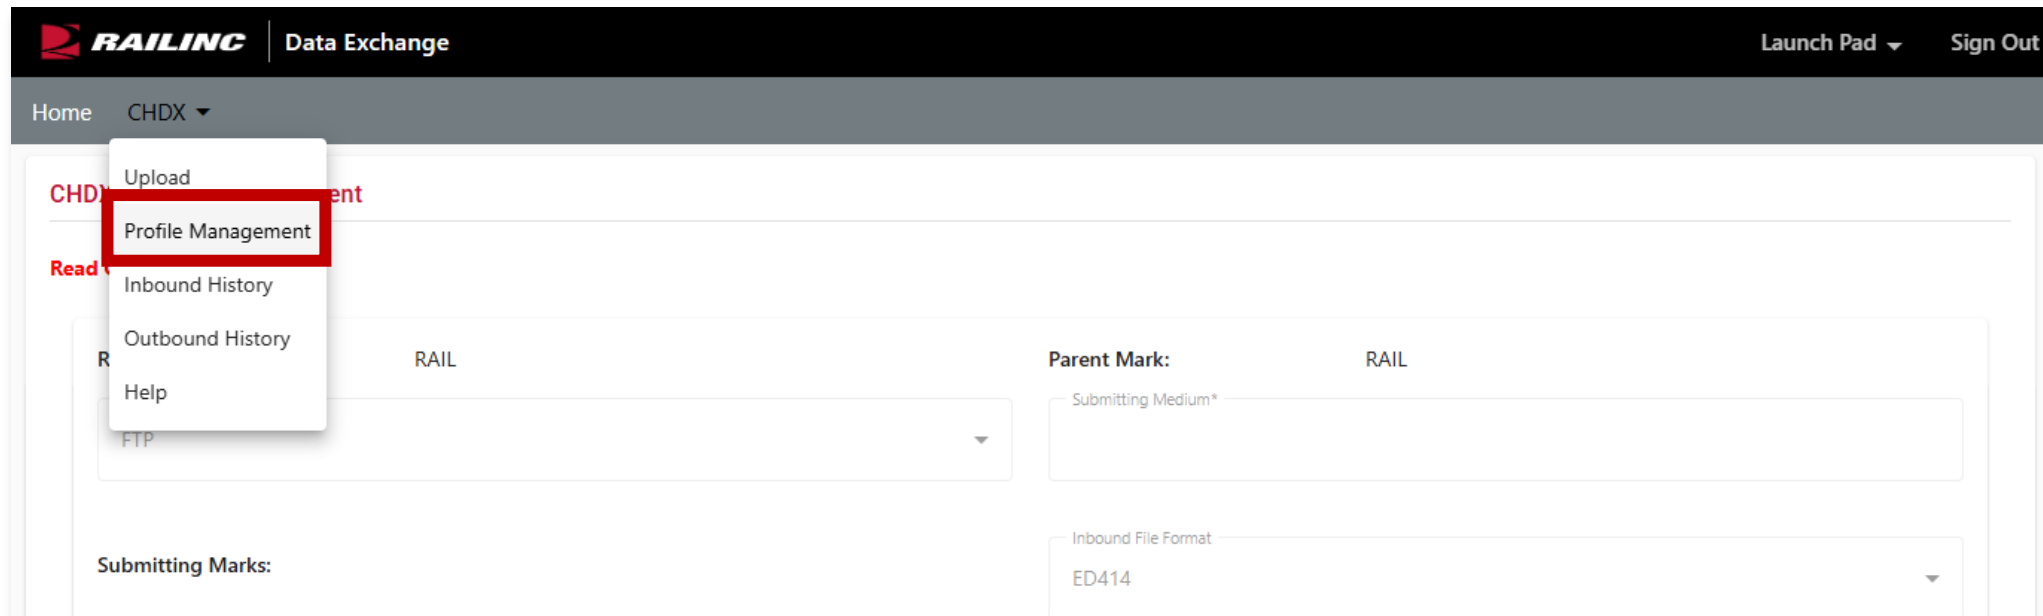 RAILINC Data Exchange Launch Pad Sign Out
Home CHDX
Upload
CHDX ent
Profile Management
Read
Inbound History
Outbound History
R RAIL Parent Mark: RAIL
Help
Submitting Medium*
FTP
Inbound File Format
Submitting Marks:
ED414